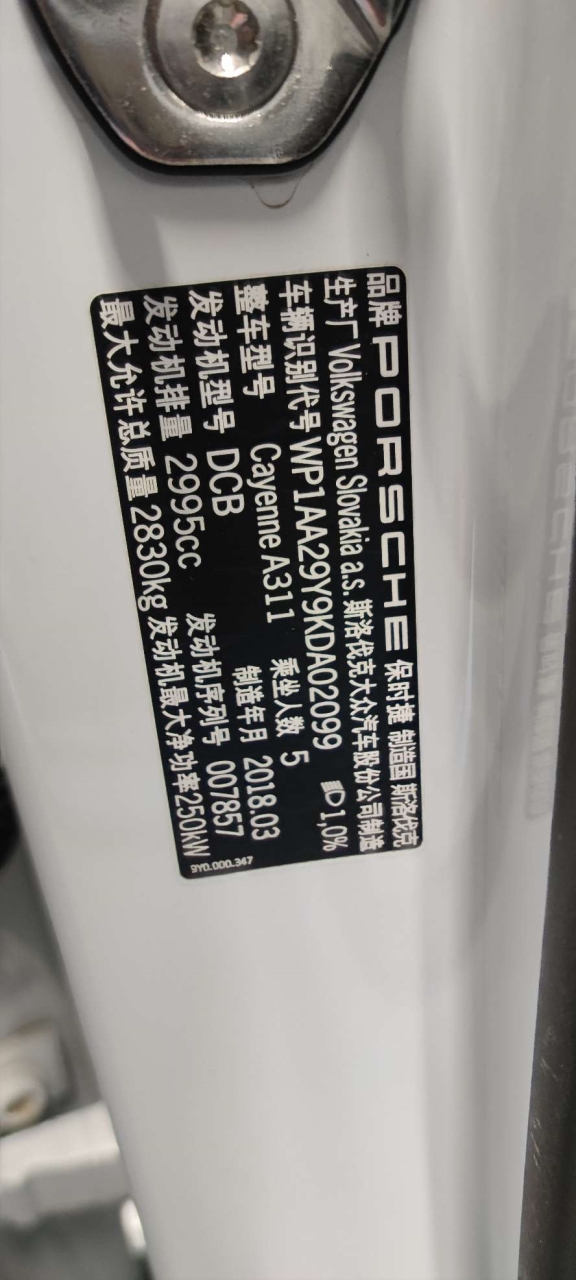 品牌 PORSCHE 保时捷 制造国 斯洛伐克
生产厂 Volkswagen Slovakia a.s. 斯洛伐克大众汽车股份公司制造
车辆识别代号 WP1AA29Y9KDA02099 1,0%
整车型号 Cayenne A311 乘坐人数 5
发动机型号 DCB 制造年月 2018.03
发动机排量 2995cc 发动机序列号 007857
最大允许总质量 2830kg 发动机最大净功率250kW
9Y0.000.347